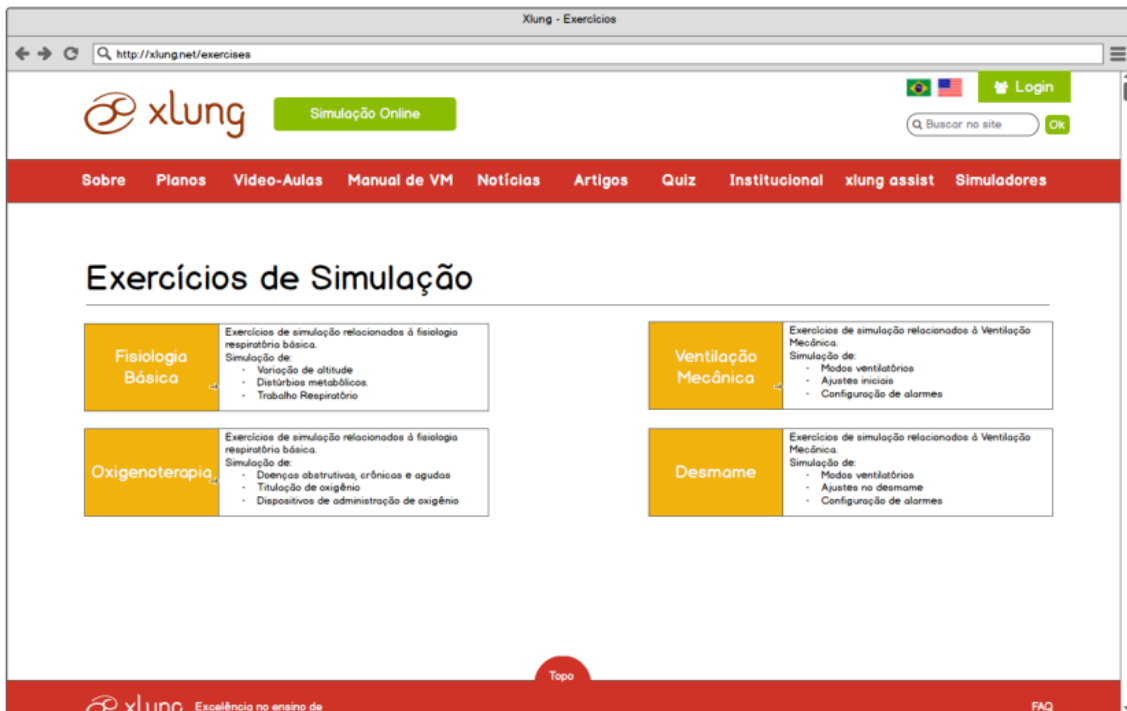 Xlung - Exercícios
http://xlung.net/exercises
xlung
Simulação Online
Login
Buscar no site
Ok
Sobre Planos Video-Aulas Manual de VM Notícias Artigos Quiz Institucional xlung assist Simuladores
Exercícios de Simulação
Fisiologia
Básica
Exercícios de simulação relacionados à fisiologia
respiratória básica.
Simulação de:
· Variação de altitude
· Distúrbios metabólicos.
· Trabalho Respiratório
Ventilação
Mecânica
Exercícios de simulação relacionados à Ventilação
Mecânica.
Simulação de:
· Modos ventilatórios
· Ajustes iniciais
· Configuração de alarmes
Oxigenoterapia
Exercícios de simulação relacionados à fisiologia
respiratória básica.
Simulação de:
· Doenças obstrutivas, crônicas e agudas
· Titulação de oxigênio
· Dispositivos de administração de oxigênio
Desmame
Exercícios de simulação relacionados à Ventilação
Mecânica.
Simulação de:
· Modos ventilatórios
· Ajustes no desmame
· Configuração de alarmes
Topo
xlung Excelência no ensino de
FAQ